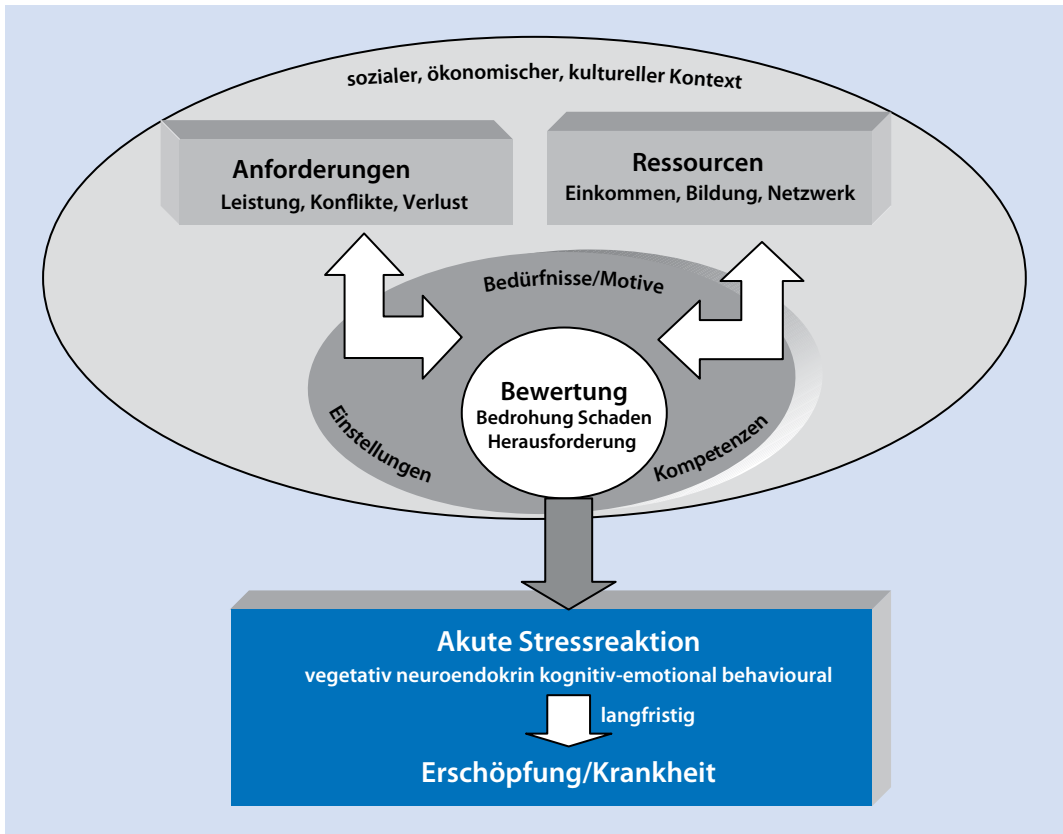 sozialer, ökonomischer, kultureller Kontext
Anforderungen
Leistung, Konflikte, Verlust
Ressourcen
Einkommen, Bildung, Netzwerk
Bedürfnisse/Motive
Bewertung
Bedrohung Schaden
Herausforderung
Einstellungen
Kompetenzen
Akute Stressreaktion
vegetativ neuroendokrin kognitiv-emotional behavioural
langfristig
Erschöpfung/Krankheit